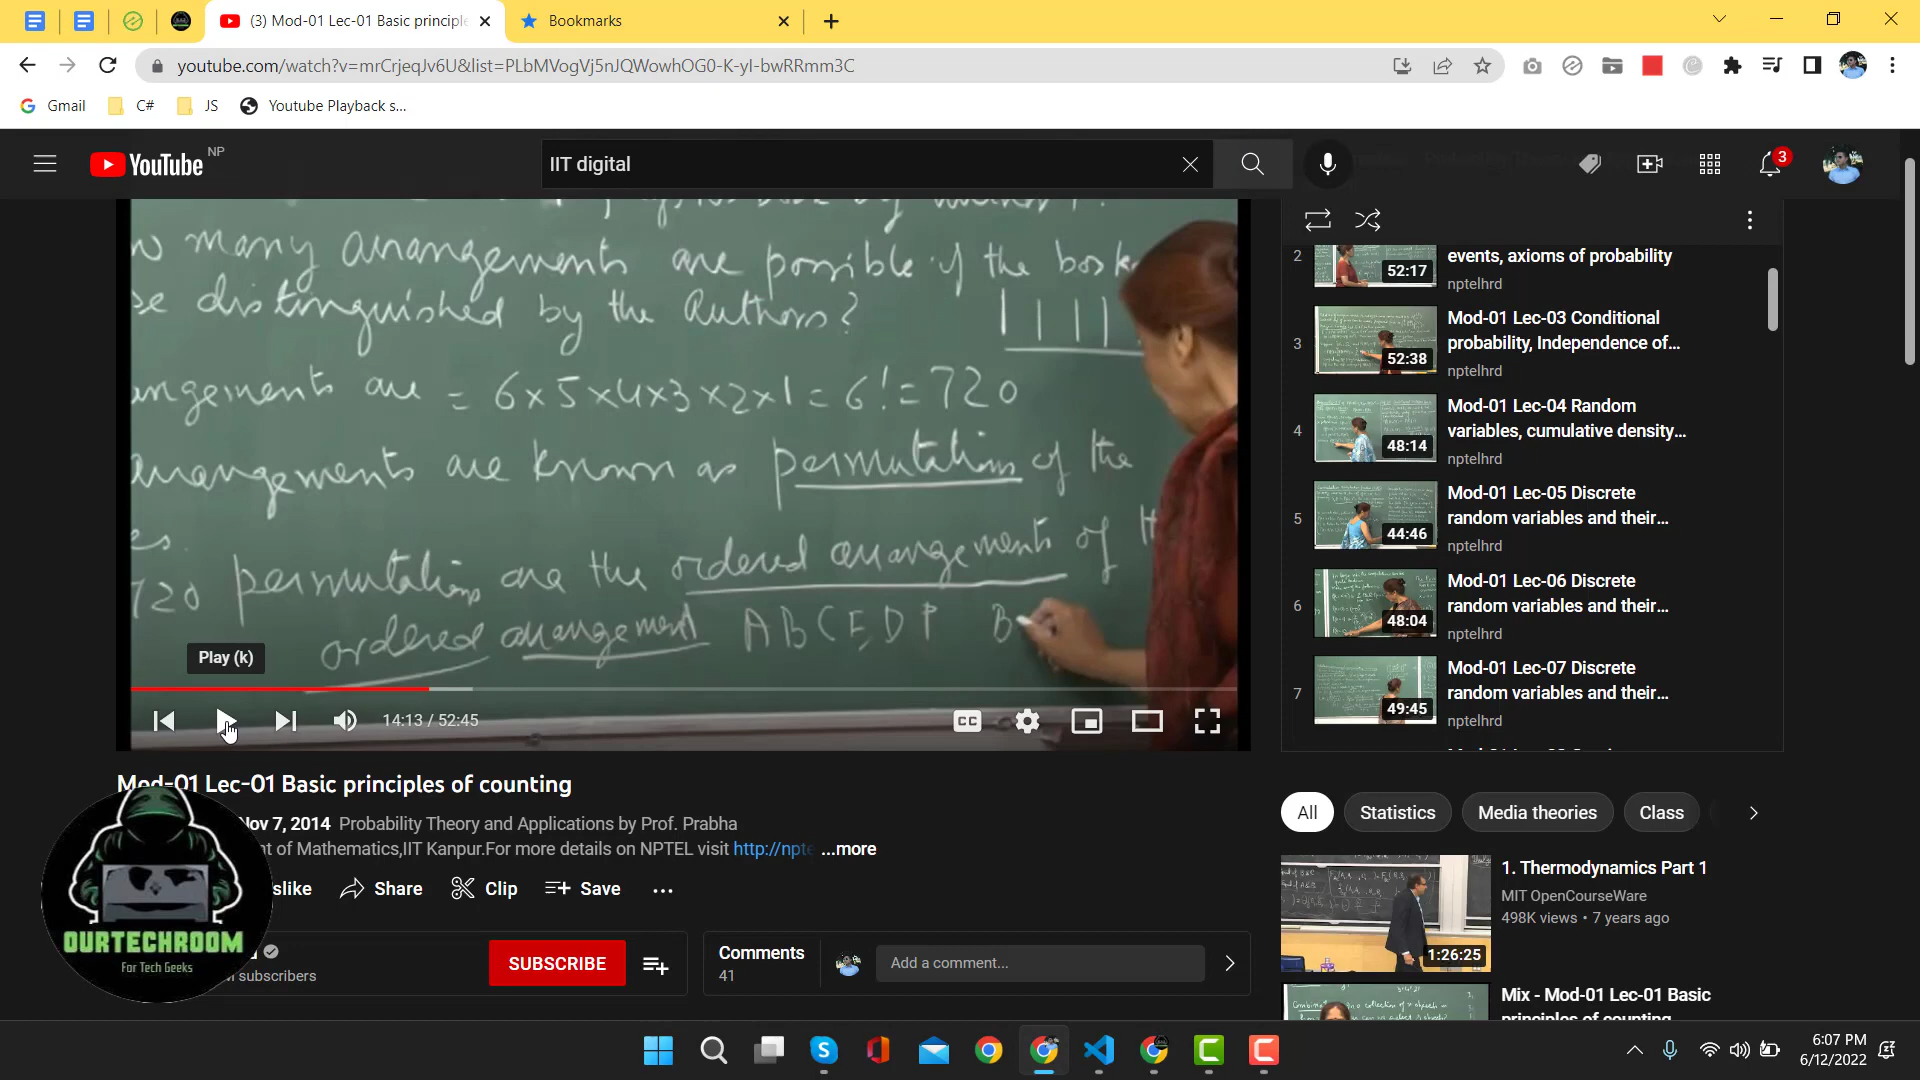 (3) Mod-01 Lec-01 Basic principle
Bookmarks
youtube.com/watch?v=mrCrjeqJv6U&list=PLbMVogVj5nJQWowhOG0-K-yI-bwRRmm3C
Gmail
C#
JS
Youtube Playback s...
YouTube NP
IIT digital
3
many arrangements are possible if the
distinguished by the Authors?
are = 6x5x4x3x2x1 = 6! = 720
arrangements are known as permutations of the
720 permutations are the ordered arrangements of
ordered arrangement ABCEDP B
Play (k)
14:13 / 52:45
CC
Mod-01 Lec-01 Basic principles of counting
Nov 7, 2014 Probability Theory and Applications by Prof. Prabha
of Mathematics,IIT Kanpur.For more details on NPTEL visit http://npte ...more
Share
Clip
Save
OURTECHROOM
For Tech Geeks
subscribers
SUBSCRIBE
Comments
41
Add a comment...
2
52:17
events, axioms of probability
nptelhrd
3
52:38
Mod-01 Lec-03 Conditional
probability, Independence of...
nptelhrd
4
48:14
Mod-01 Lec-04 Random
variables, cumulative density...
nptelhrd
5
44:46
Mod-01 Lec-05 Discrete
random variables and their...
nptelhrd
6
48:04
Mod-01 Lec-06 Discrete
random variables and their...
nptelhrd
7
49:45
Mod-01 Lec-07 Discrete
random variables and their...
nptelhrd
All
Statistics
Media theories
Class
1:26:25
1. Thermodynamics Part 1
MIT OpenCourseWare
498K views • 7 years ago
Mix - Mod-01 Lec-01 Basic
principles of counting
6:07 PM
6/12/2022